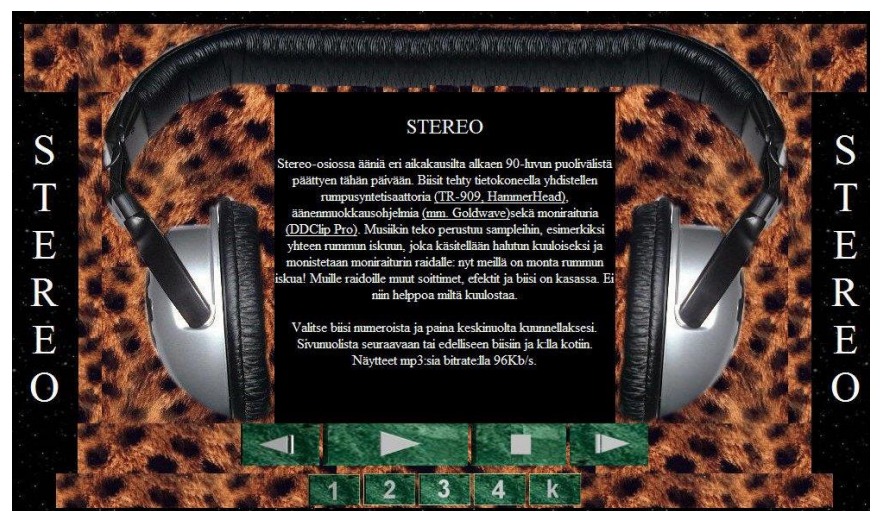 STEREO
STEREO
Stereo-osiossa ääniä eri aikakausilta alkaen 90-luvun puolivälistä
päättyen tähän päivään. Biisit tehty tietokoneella yhdistellen
rumpusyntetisaattoria (TR-909, HammerHead),
äänenmuokkausohjelmia (mm. Goldwave)sekä moniraituria
(DDClip Pro). Musiikin teko perustuu sampleihin, esimerkiksi
yhteen rummun iskuun, joka käsitellään halutun kuuloiseksi ja
monistetaan moniraiturin raidalle: nyt meillä on monta rummun
iskua! Muille raidoille muut soittimet, efektit ja biisi on kasassa. Ei
niin helppoa miltä kuulostaa.
Valitse biisi numeroista ja paina keskinuolta kuunnellaksesi.
Sivunuolista seuraavaan tai edelliseen biisiin ja k:lla kotiin.
Näytteet mp3:sia bitrate:lla 96Kb/s.
STEREO
1 2 3 4 k